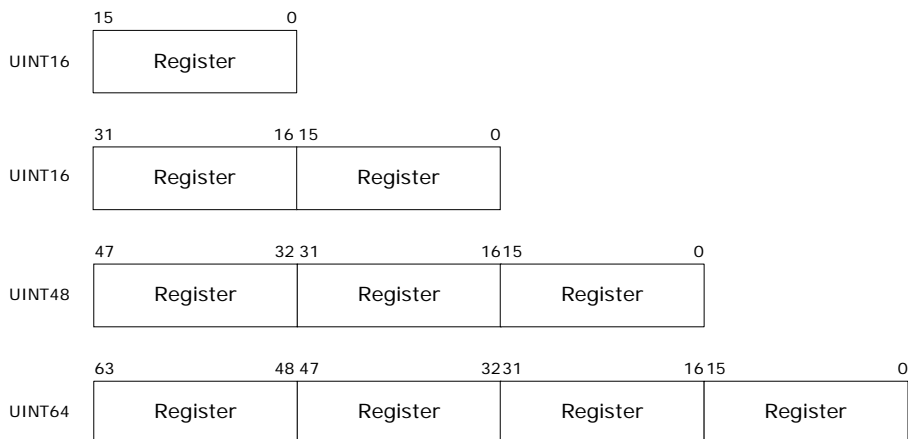 15 0
UINT16 Register
31 16 15 0
UINT16 Register Register
47 32 31 16 15 0
UINT48 Register Register Register
63 48 47 32 31 16 15 0
UINT64 Register Register Register Register